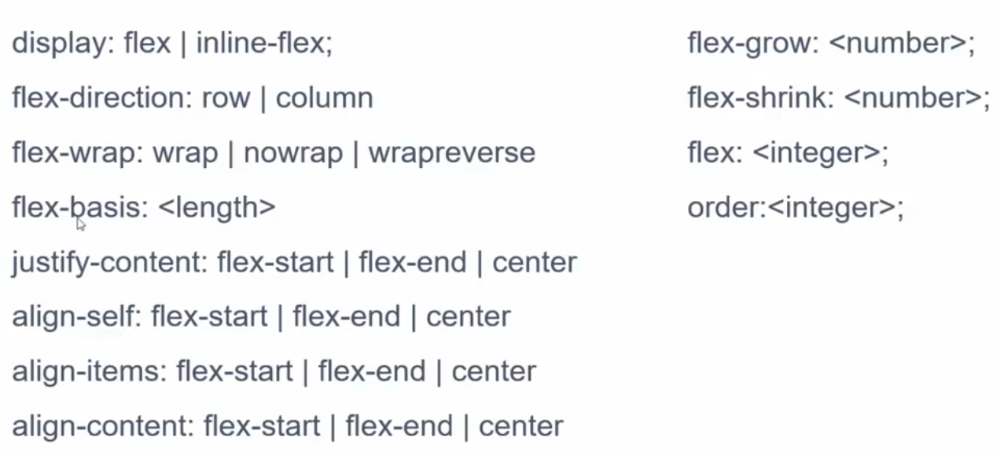 display: flex | inline-flex;
flex-direction: row | column
flex-wrap: wrap | nowrap | wrapreverse
flex-basis: <length>
justify-content: flex-start | flex-end | center
align-self: flex-start | flex-end | center
align-items: flex-start | flex-end | center
align-content: flex-start | flex-end | center
flex-grow: <number>;
flex-shrink: <number>;
flex: <integer>;
order:<integer>;